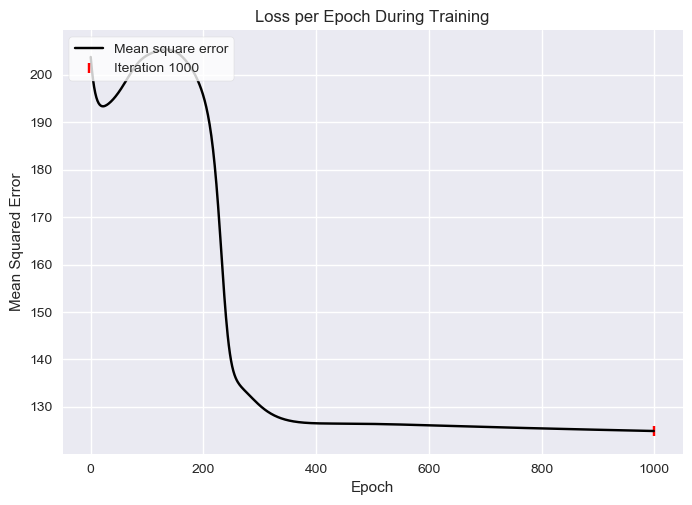 Loss per Epoch During Training
Mean square error
Iteration 1000
200
190
180
170
160
150
140
130
Mean Squared Error
0 200 400 600 800 1000
Epoch